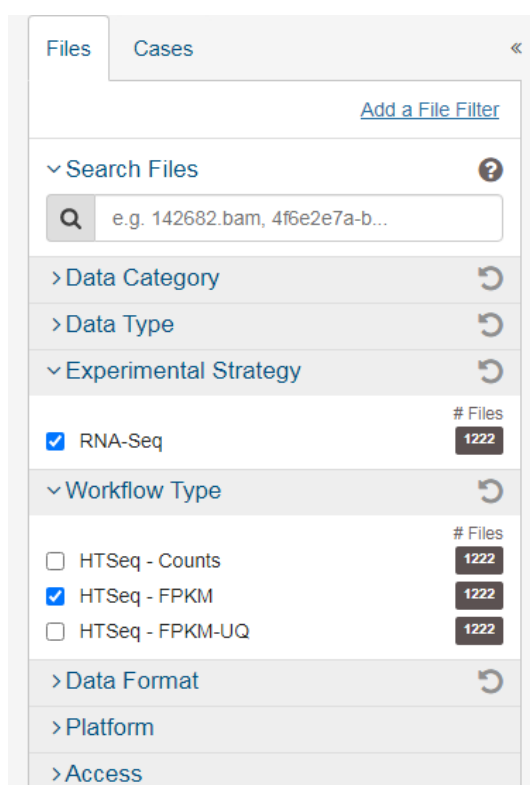 Files Cases «
Add a File Filter
Search Files
e.g. 142682.bam, 4f6e2e7a-b...
Data Category
Data Type
Experimental Strategy
# Files
RNA-Seq 1222
Workflow Type
# Files
HTSeq - Counts 1222
HTSeq - FPKM 1222
HTSeq - FPKM-UQ 1222
Data Format
Platform
Access